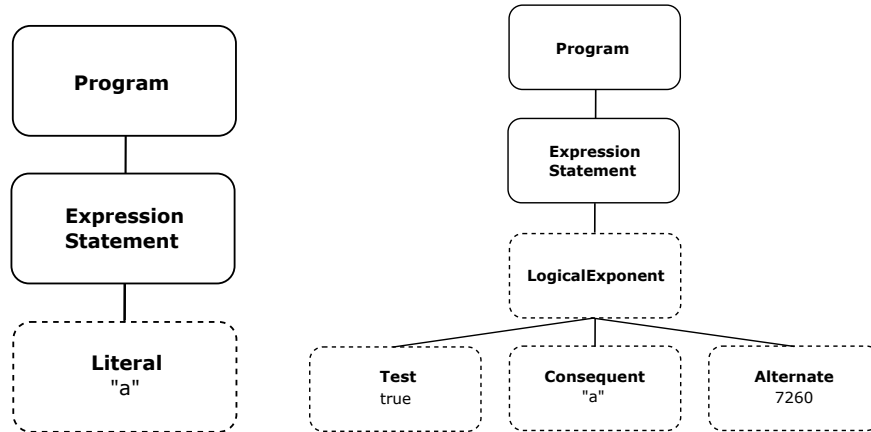 Program
Expression
Statement
Literal
"a"
Program
Expression
Statement
LogicalExponent
Test
true
Consequent
"a"
Alternate
7260